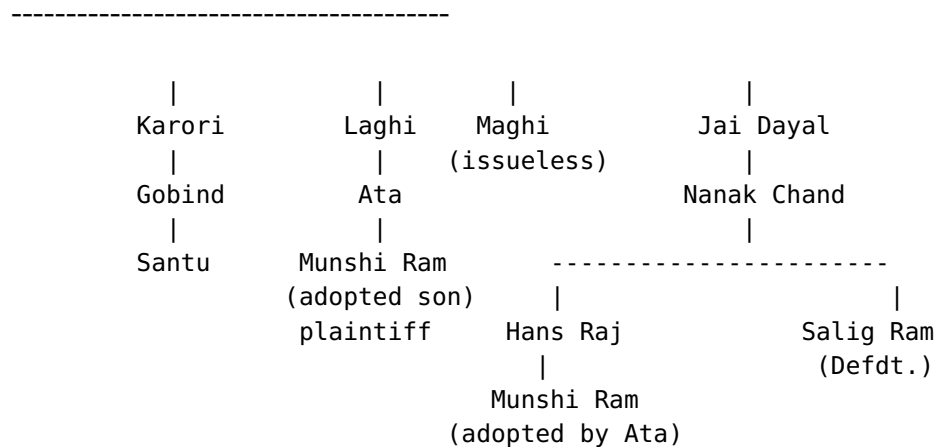 ----------------------------------------
| | | |
Karori Laghi Maghi Jai Dayal
| | (issueless) |
Gobind Ata Nanak Chand
| | |
Santu Munshi Ram -----------------------
(adopted son) | |
plaintiff Hans Raj Salig Ram
| (Defdt.)
Munshi Ram
(adopted by Ata)